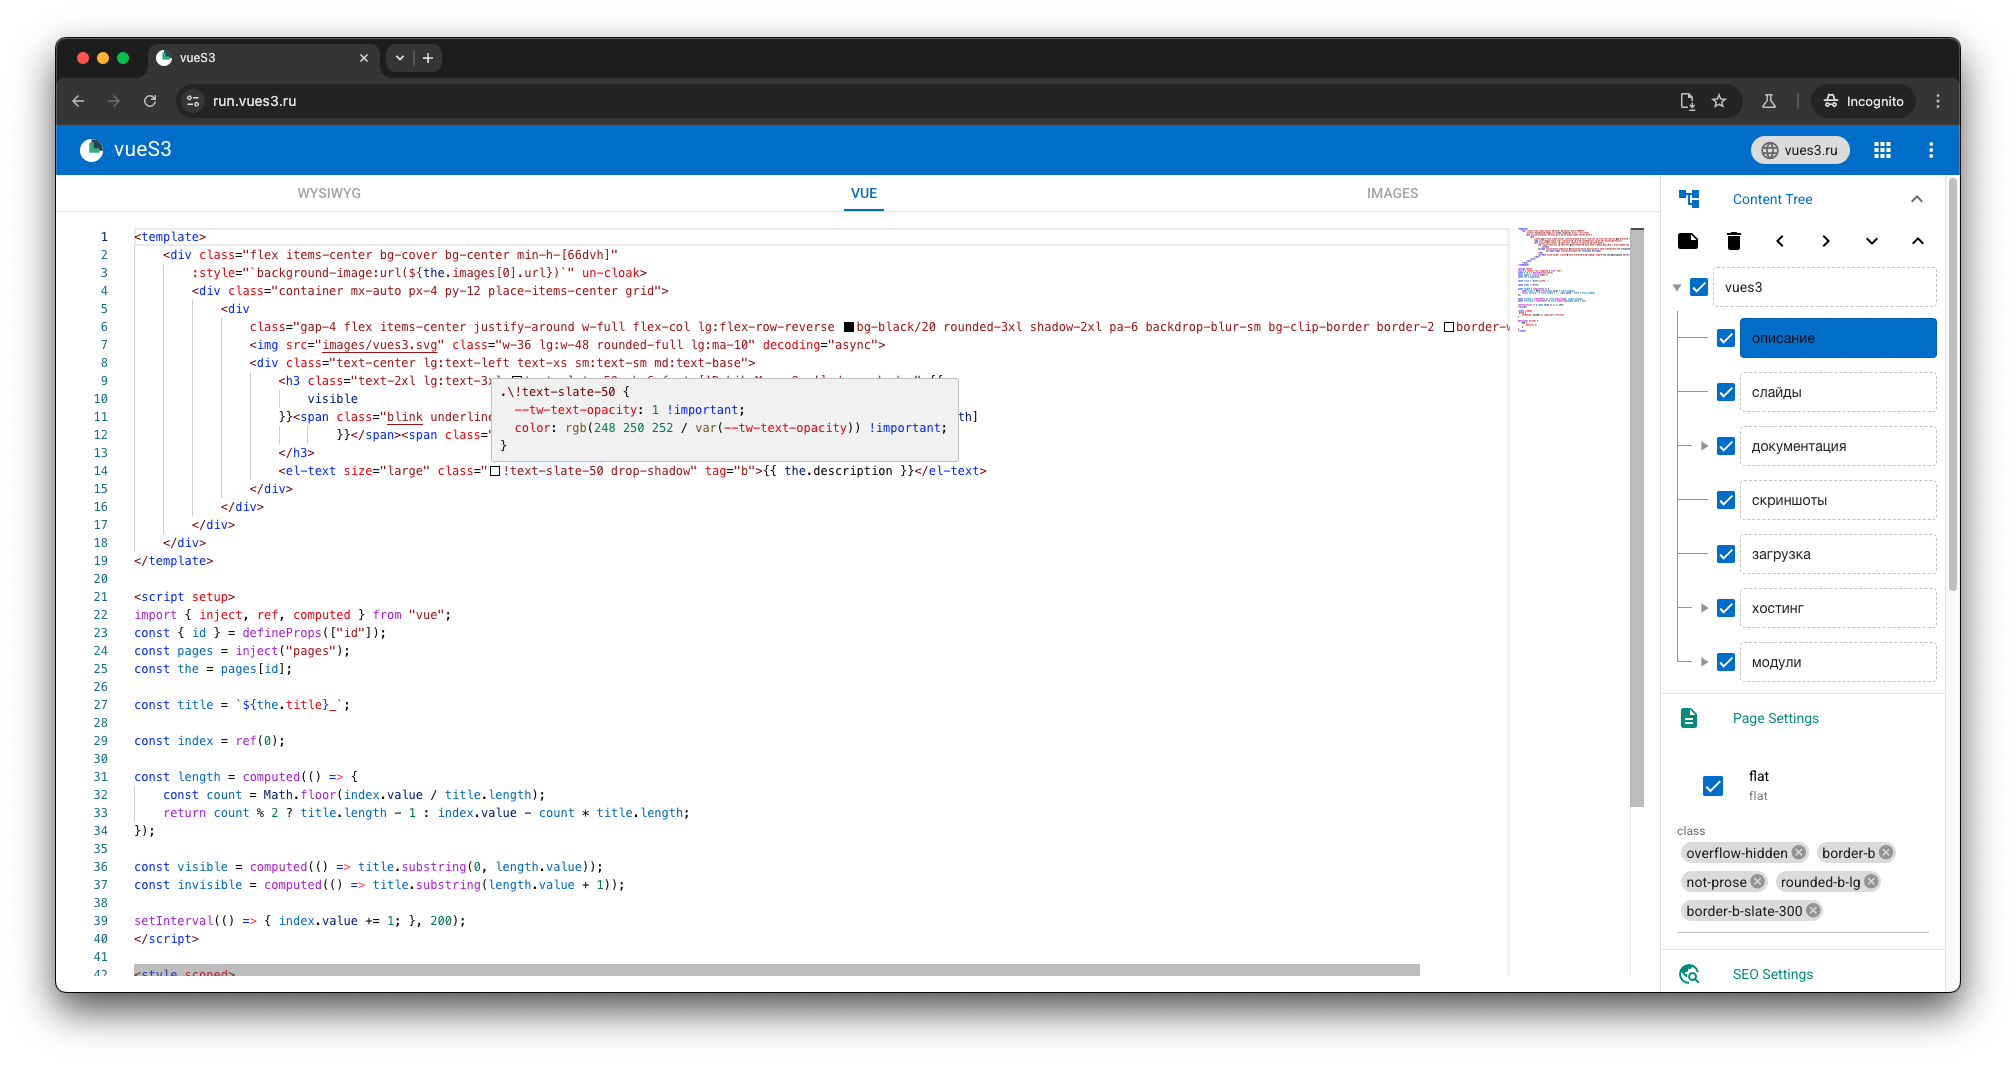 vueS3
run.vues3.ru
Incognito
vueS3
vues3.ru
WYSIWYG
VUE
IMAGES
1 <template>
2 <div class="flex items-center bg-cover bg-center min-h-[66dvh]"
3 :style="`background-image:url(${the.images[0].url})`" un-cloak>
4 <div class="container mx-auto px-4 py-12 place-items-center grid">
5 <div
6 class="gap-4 flex items-center justify-around w-full flex-col lg:flex-row-reverse bg-black/20 rounded-3xl shadow-2xl pa-6 backdrop-blur-sm bg-clip-border border-2 border-w
7 <img src="images/vues3.svg" class="w-36 lg:w-48 rounded-full lg:ma-10" decoding="async">
8 <div class="text-center lg:text-left text-xs sm:text-sm md:text-base">
9 <h3 class="text-2xl lg:text-3xl {{
10 visible
11 }}<span class="blink underline th]
12 }}</span><span class="
13 </h3>
14 <el-text size="large" class="!text-slate-50 drop-shadow" tag="b">{{ the.description }}</el-text>
15 </div>
16 </div>
17 </div>
18 </div>
19 </template>
20
21 <script setup>
22 import { inject, ref, computed } from "vue";
23 const { id } = defineProps(["id"]);
24 const pages = inject("pages");
25 const the = pages[id];
26
27 const title = `${the.title}_`;
28
29 const index = ref(0);
30
31 const length = computed(() => {
32 const count = Math.floor(index.value / title.length);
33 return count % 2 ? title.length - 1 : index.value - count * title.length;
34 });
35
36 const visible = computed(() => title.substring(0, length.value));
37 const invisible = computed(() => title.substring(length.value + 1));
38
39 setInterval(() => { index.value += 1; }, 200);
40 </script>
41
42 <style scoped>
.\!text-slate-50 {
--tw-text-opacity: 1 !important;
color: rgb(248 250 252 / var(--tw-text-opacity)) !important;
}
Content Tree
vues3
описание
слайды
документация
скриншоты
загрузка
хостинг
модули
Page Settings
flat
flat
class
overflow-hidden border-b
not-prose rounded-b-lg
border-b-slate-300
SEO Settings